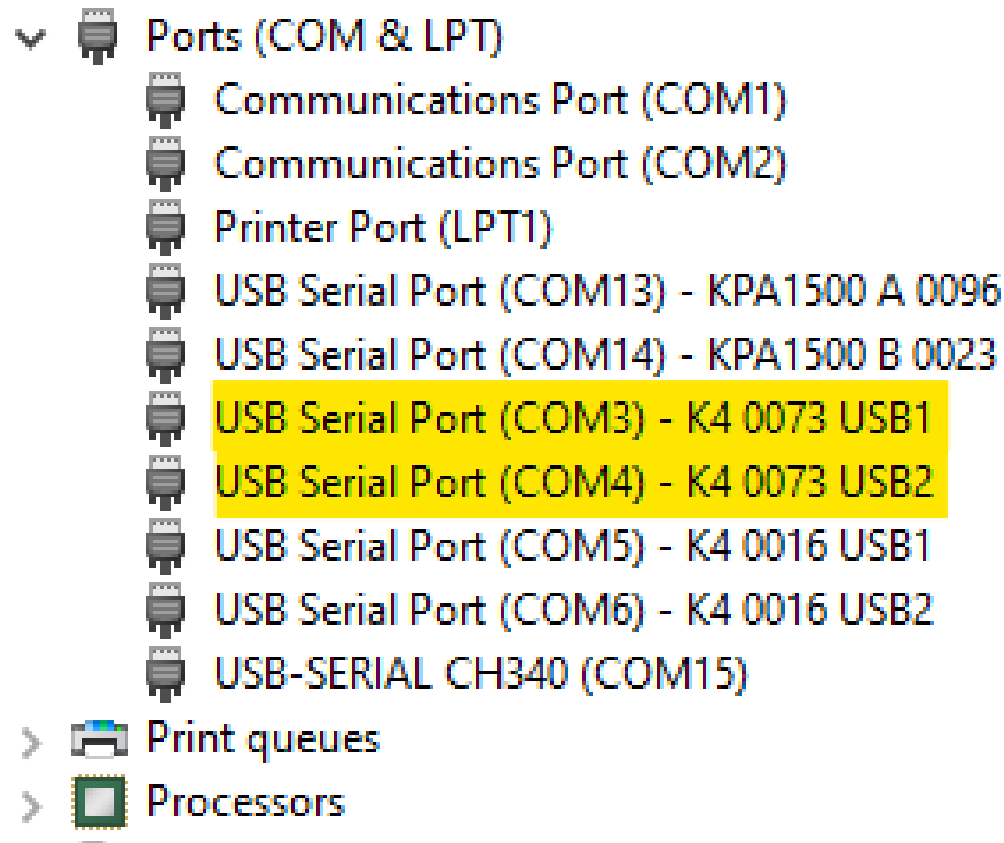 Ports (COM & LPT)
Communications Port (COM1)
Communications Port (COM2)
Printer Port (LPT1)
USB Serial Port (COM13) - KPA1500 A 0096
USB Serial Port (COM14) - KPA1500 B 0023
USB Serial Port (COM3) - K4 0073 USB1
USB Serial Port (COM4) - K4 0073 USB2
USB Serial Port (COM5) - K4 0016 USB1
USB Serial Port (COM6) - K4 0016 USB2
USB-SERIAL CH340 (COM15)
Print queues
Processors